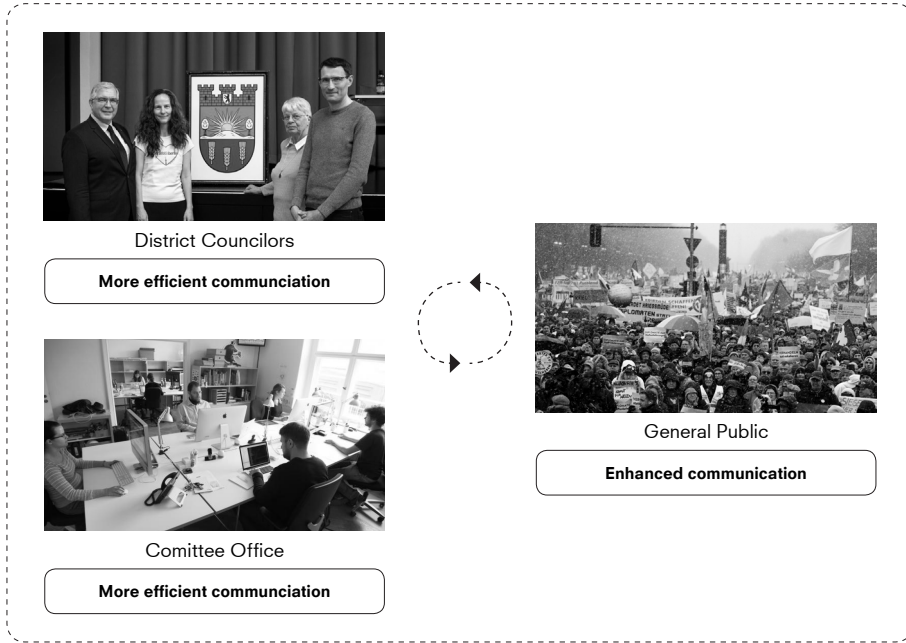 District Councilors
More efficient communciation
Comittee Office
More efficient communciation
General Public
Enhanced communication